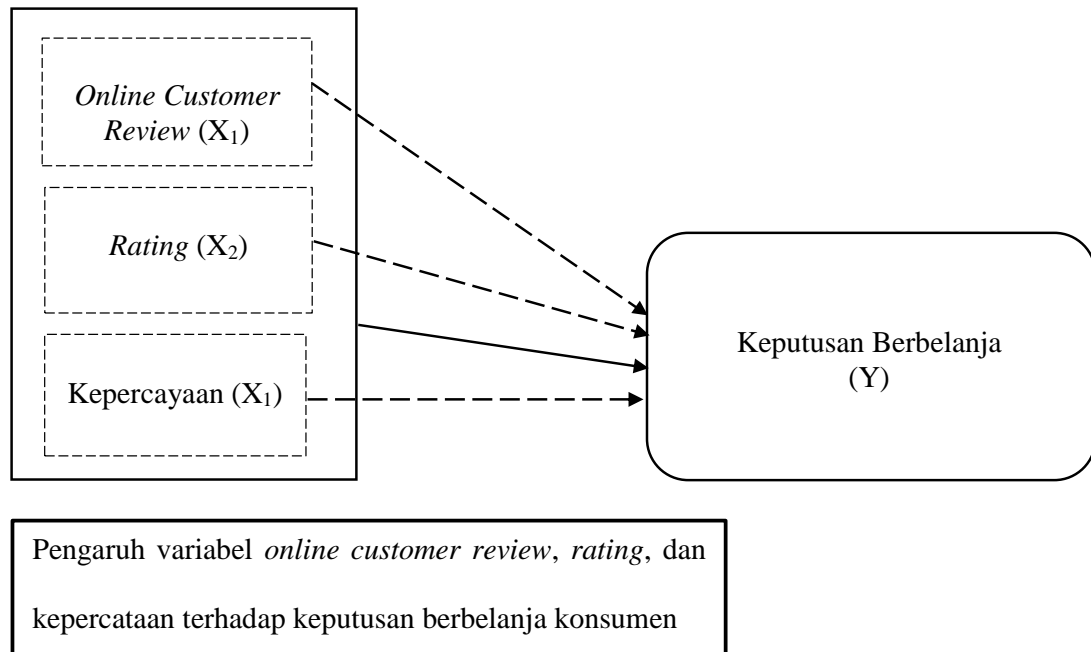 Online Customer
Review (X₁)
Rating (X₂)
Kepercayaan (X₁)
Keputusan Berbelanja
(Y)
Pengaruh variabel online customer review, rating, dan
kepercataan terhadap keputusan berbelanja konsumen